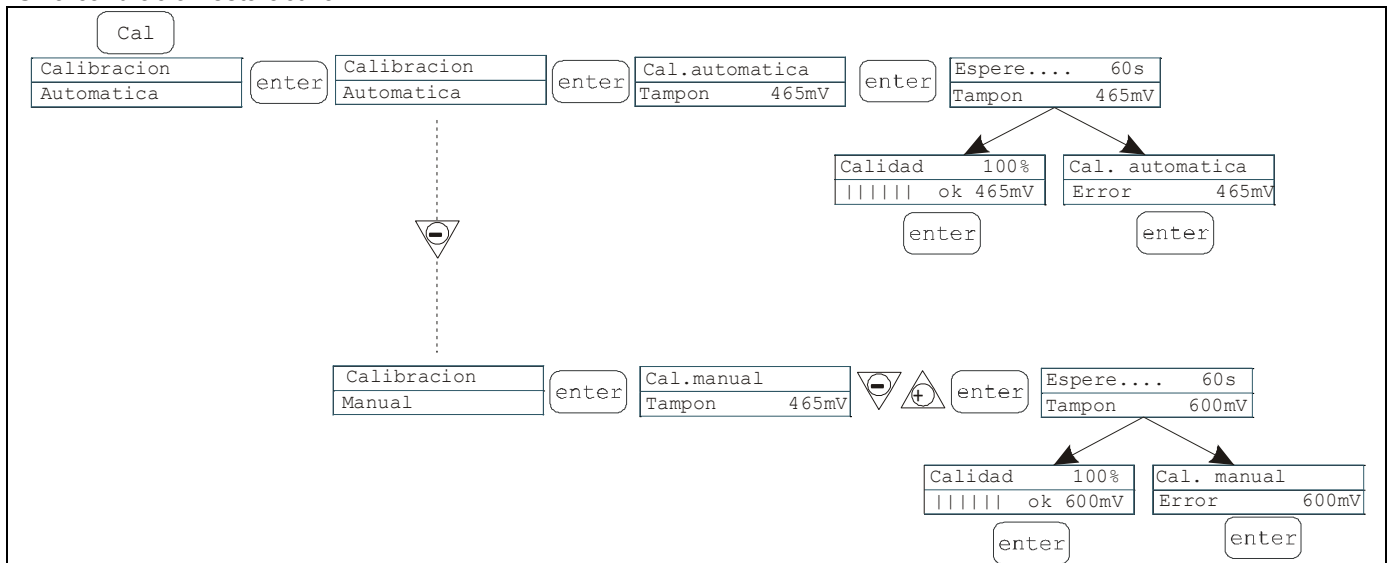 Cal
Calibracion
Automatica
enter
Calibracion
Automatica
enter
Cal.automatica
Tampon 465mV
enter
Espere.... 60s
Tampon 465mV
Calidad 100%
|||||| ok 465mV
enter
Cal. automatica
Error 465mV
enter
Calibracion
Manual
enter
Cal.manual
Tampon 465mV
enter
Espere.... 60s
Tampon 600mV
Calidad 100%
|||||| ok 600mV
enter
Cal. manual
Error 600mV
enter